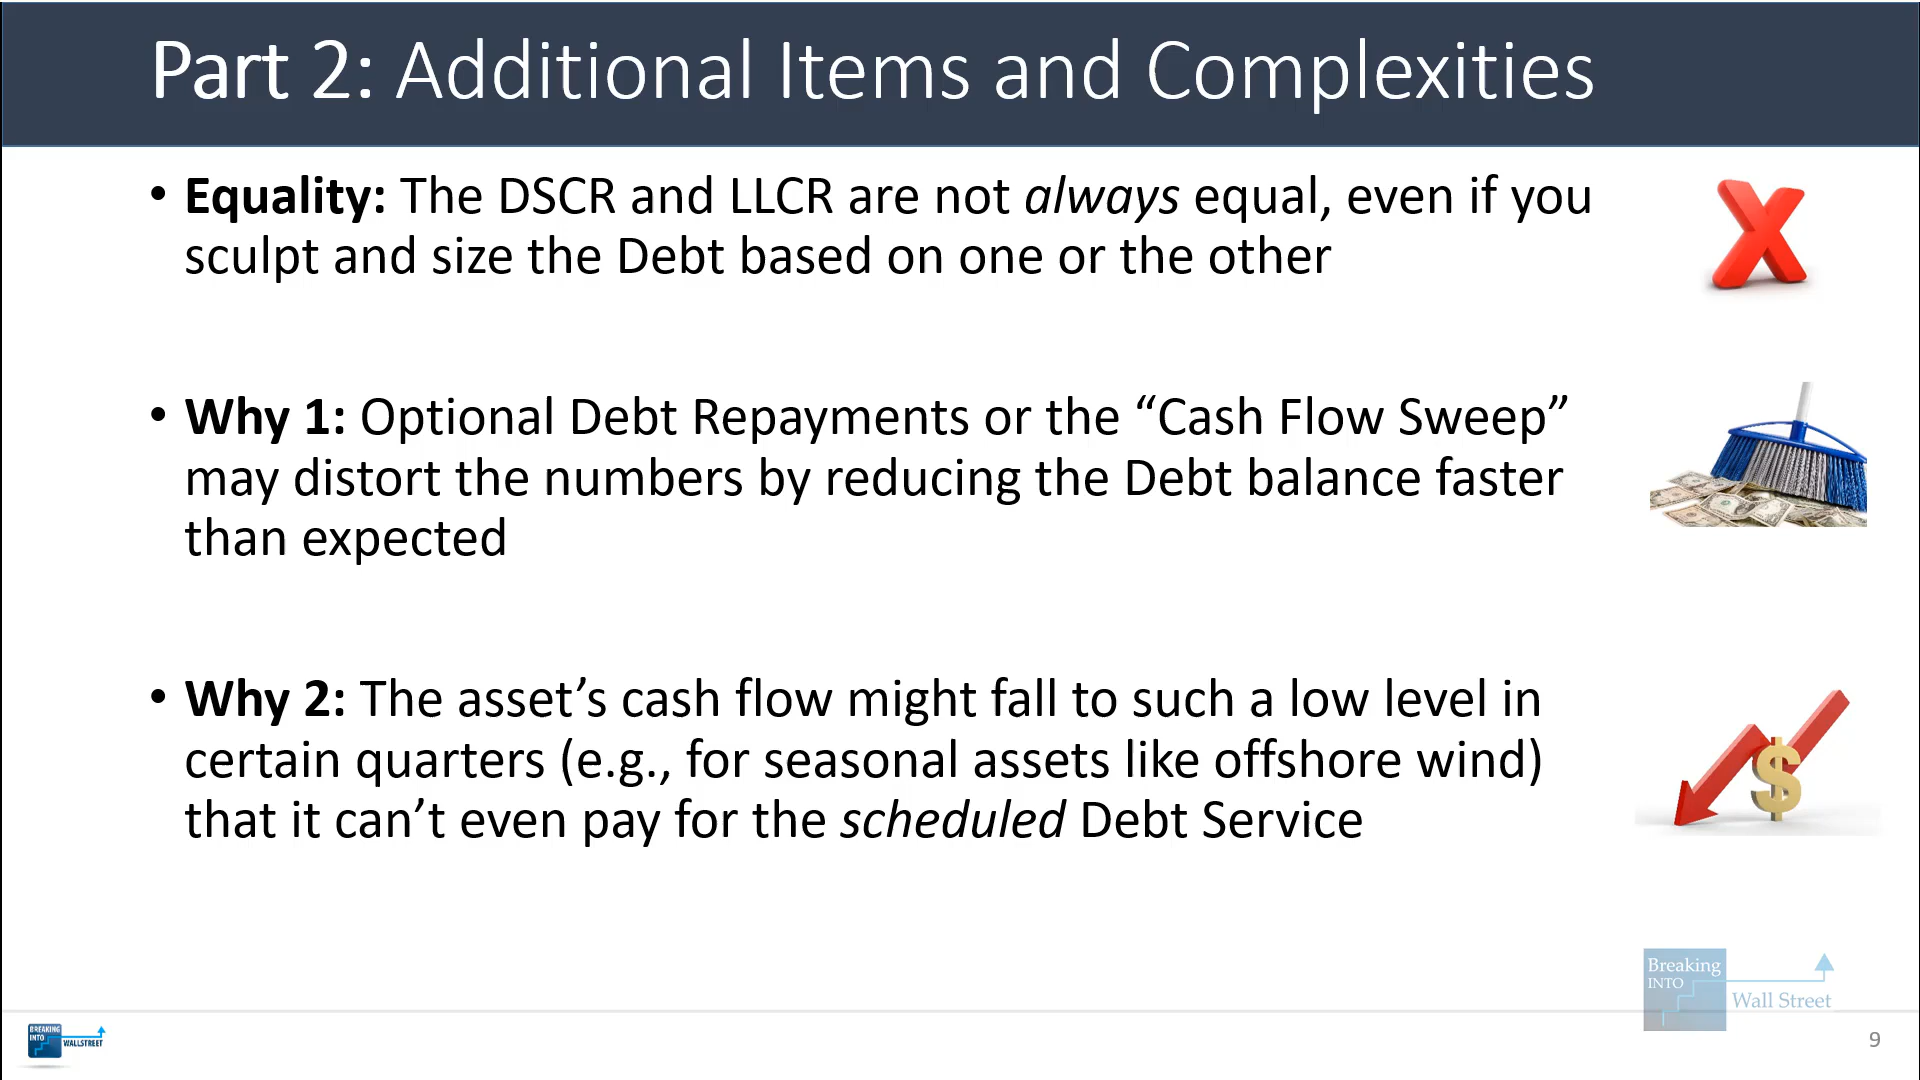 Part 2: Additional Items and Complexities
• Equality: The DSCR and LLCR are not always equal, even if you
sculpt and size the Debt based on one or the other
• Why 1: Optional Debt Repayments or the “Cash Flow Sweep”
may distort the numbers by reducing the Debt balance faster
than expected
• Why 2: The asset’s cash flow might fall to such a low level in
certain quarters (e.g., for seasonal assets like offshore wind)
that it can’t even pay for the scheduled Debt Service
Breaking
INTO
Wall Street
BREAKING
INTO
WALLSTREET
9